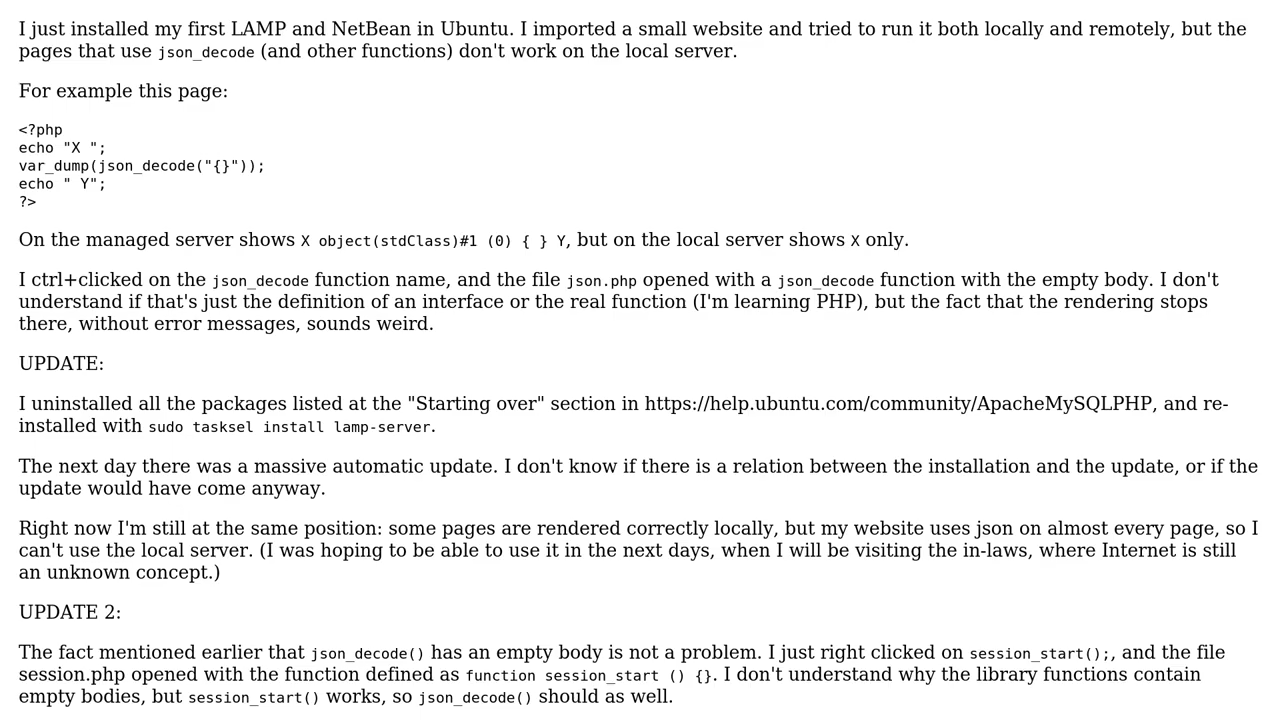 I just installed my first LAMP and NetBean in Ubuntu. I imported a small website and tried to run it both locally and remotely, but the
pages that use json_decode (and other functions) don't work on the local server.
For example this page:
<?php
echo "X ";
var_dump(json_decode("{}"));
echo " Y";
?>
On the managed server shows X object(stdClass)#1 (0) { } Y, but on the local server shows X only.
I ctrl+clicked on the json_decode function name, and the file json.php opened with a json_decode function with the empty body. I don't
understand if that's just the definition of an interface or the real function (I'm learning PHP), but the fact that the rendering stops
there, without error messages, sounds weird.
UPDATE:
I uninstalled all the packages listed at the "Starting over" section in https://help.ubuntu.com/community/ApacheMySQLPHP, and re-
installed with sudo tasksel install lamp-server.
The next day there was a massive automatic update. I don't know if there is a relation between the installation and the update, or if the
update would have come anyway.
Right now I'm still at the same position: some pages are rendered correctly locally, but my website uses json on almost every page, so I
can't use the local server. (I was hoping to be able to use it in the next days, when I will be visiting the in-laws, where Internet is still
an unknown concept.)
UPDATE 2:
The fact mentioned earlier that json_decode() has an empty body is not a problem. I just right clicked on session_start();, and the file
session.php opened with the function defined as function session_start () {}. I don't understand why the library functions contain
empty bodies, but session_start() works, so json_decode() should as well.